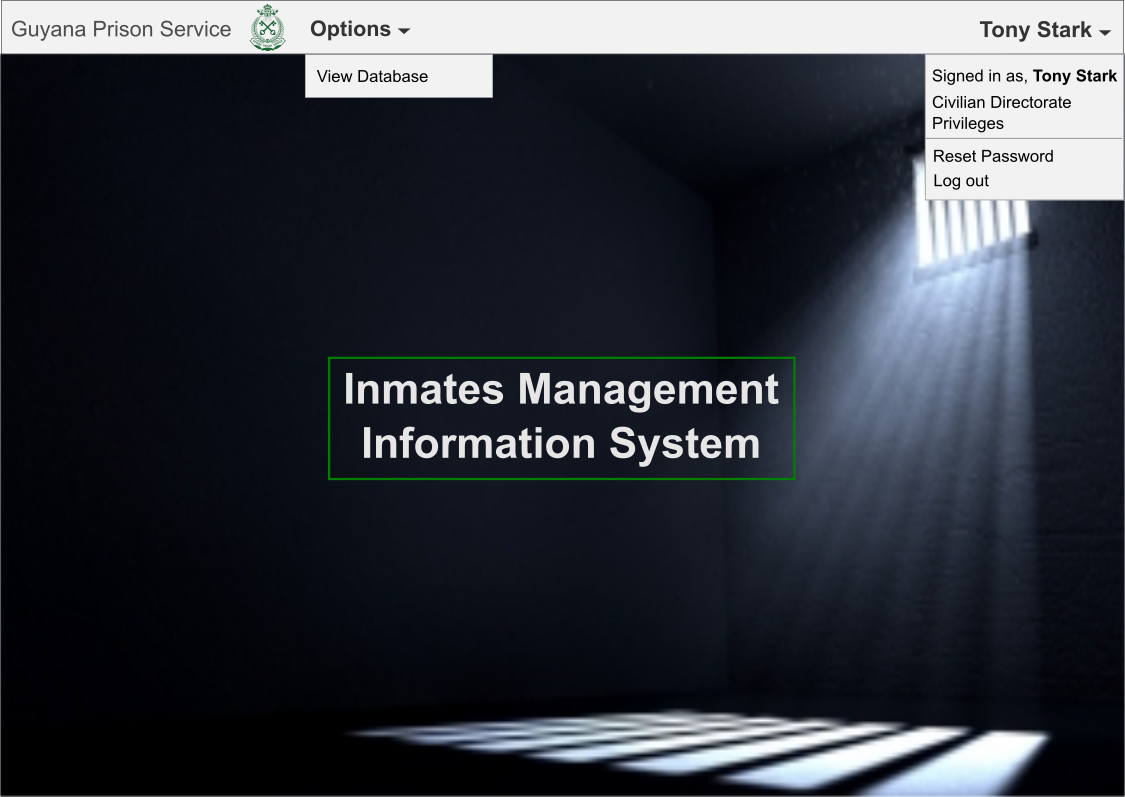 Guyana Prison Service
Options
Tony Stark
View Database
Signed in as, Tony Stark
Civilian Directorate
Privileges
Reset Password
Log out
Inmates Management
Information System